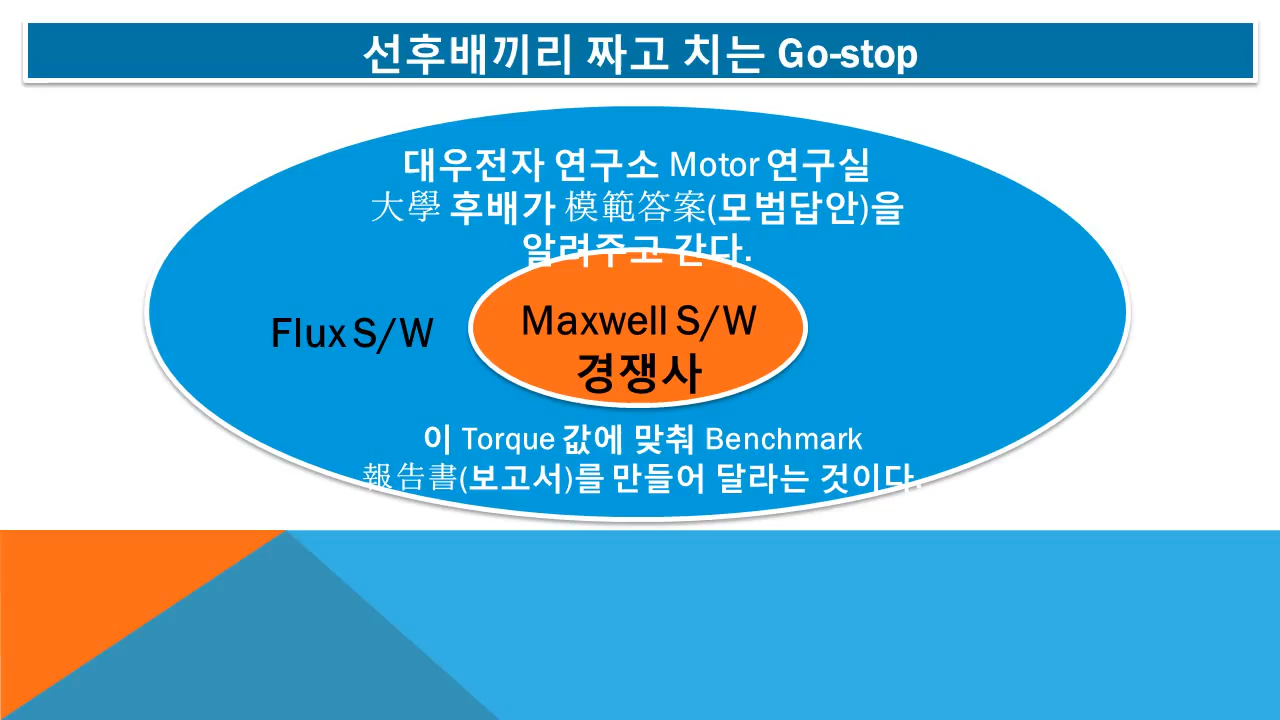 선후배끼리 짜고 치는 Go-stop
대우전자 연구소 Motor 연구실
大學 후배가 模範答案(모범답안)을
알려주고 간다.
Flux S/W
Maxwell S/W
경쟁사
이 Torque 값에 맞춰 Benchmark
報告書(보고서)를 만들어 달라는 것이다.